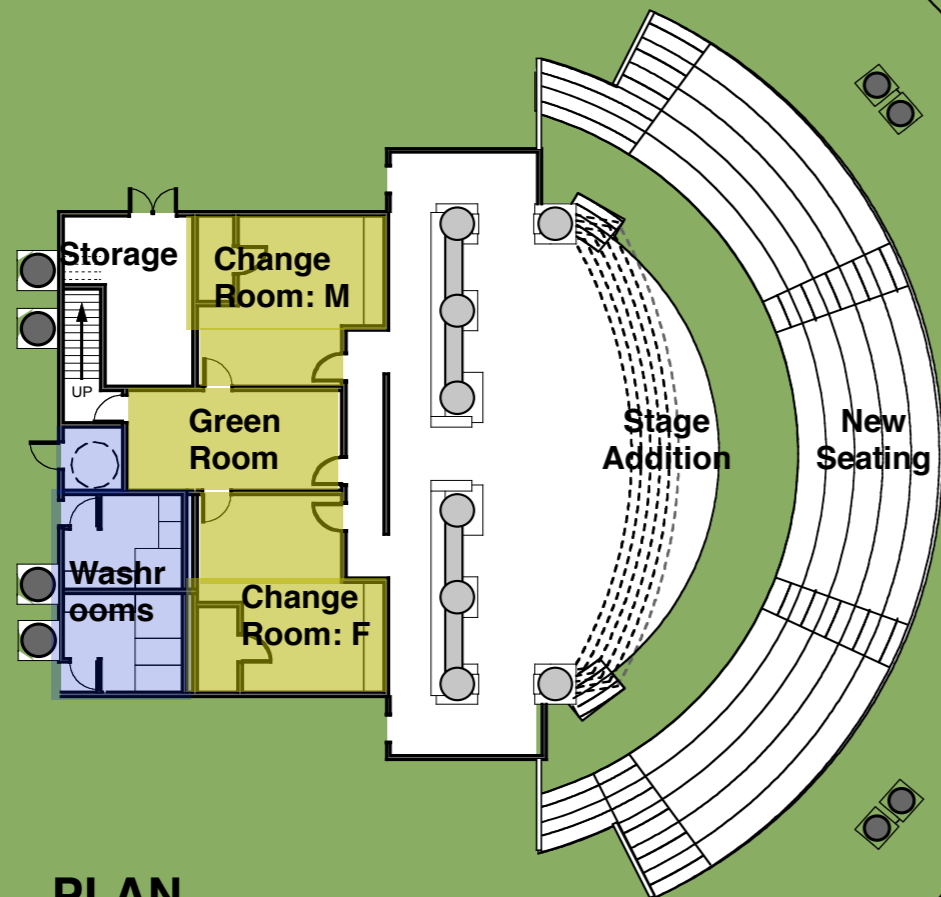 Storage
Change
Room: M
UP
Green
Room
Stage
Addition
New
Seating
Washr
ooms
Change
Room: F
PLAN